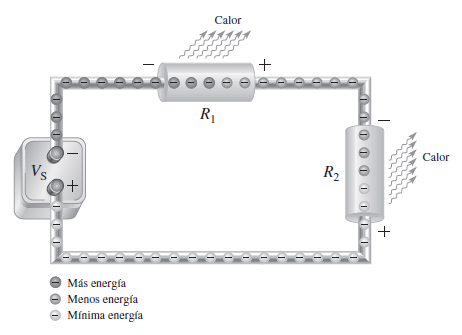 Calor
− +
R1
VS
−
+
R2
−
+
Calor
Más energía
Menos energía
Mínima energía